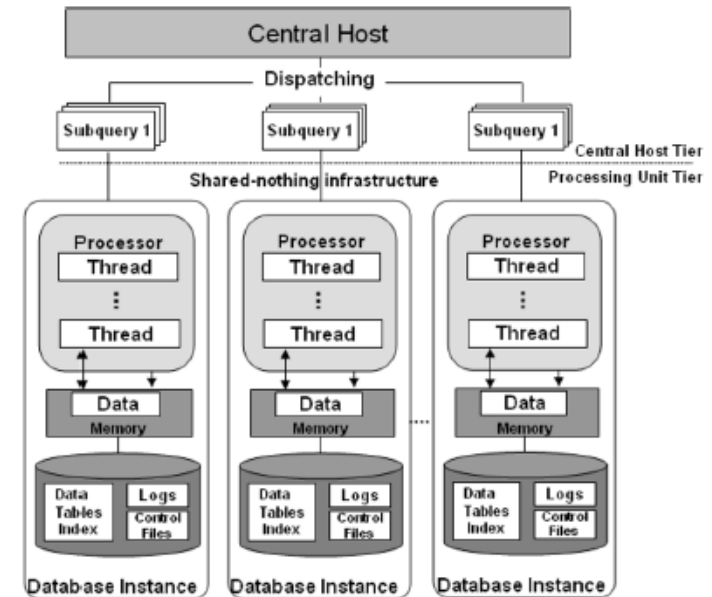 Central Host
Dispatching
Subquery 1
Subquery 1
Subquery 1
Central Host Tier
Shared-nothing infrastructure
Processing Unit Tier
Processor
Thread
Thread
Data
Memory
Data
Tables
Index
Logs
Control
Files
Database Instance
Processor
Thread
Thread
Data
Memory
Data
Tables
Index
Logs
Control
Files
Database Instance
Processor
Thread
Thread
Data
Memory
Data
Tables
Index
Logs
Control
Files
Database Instance